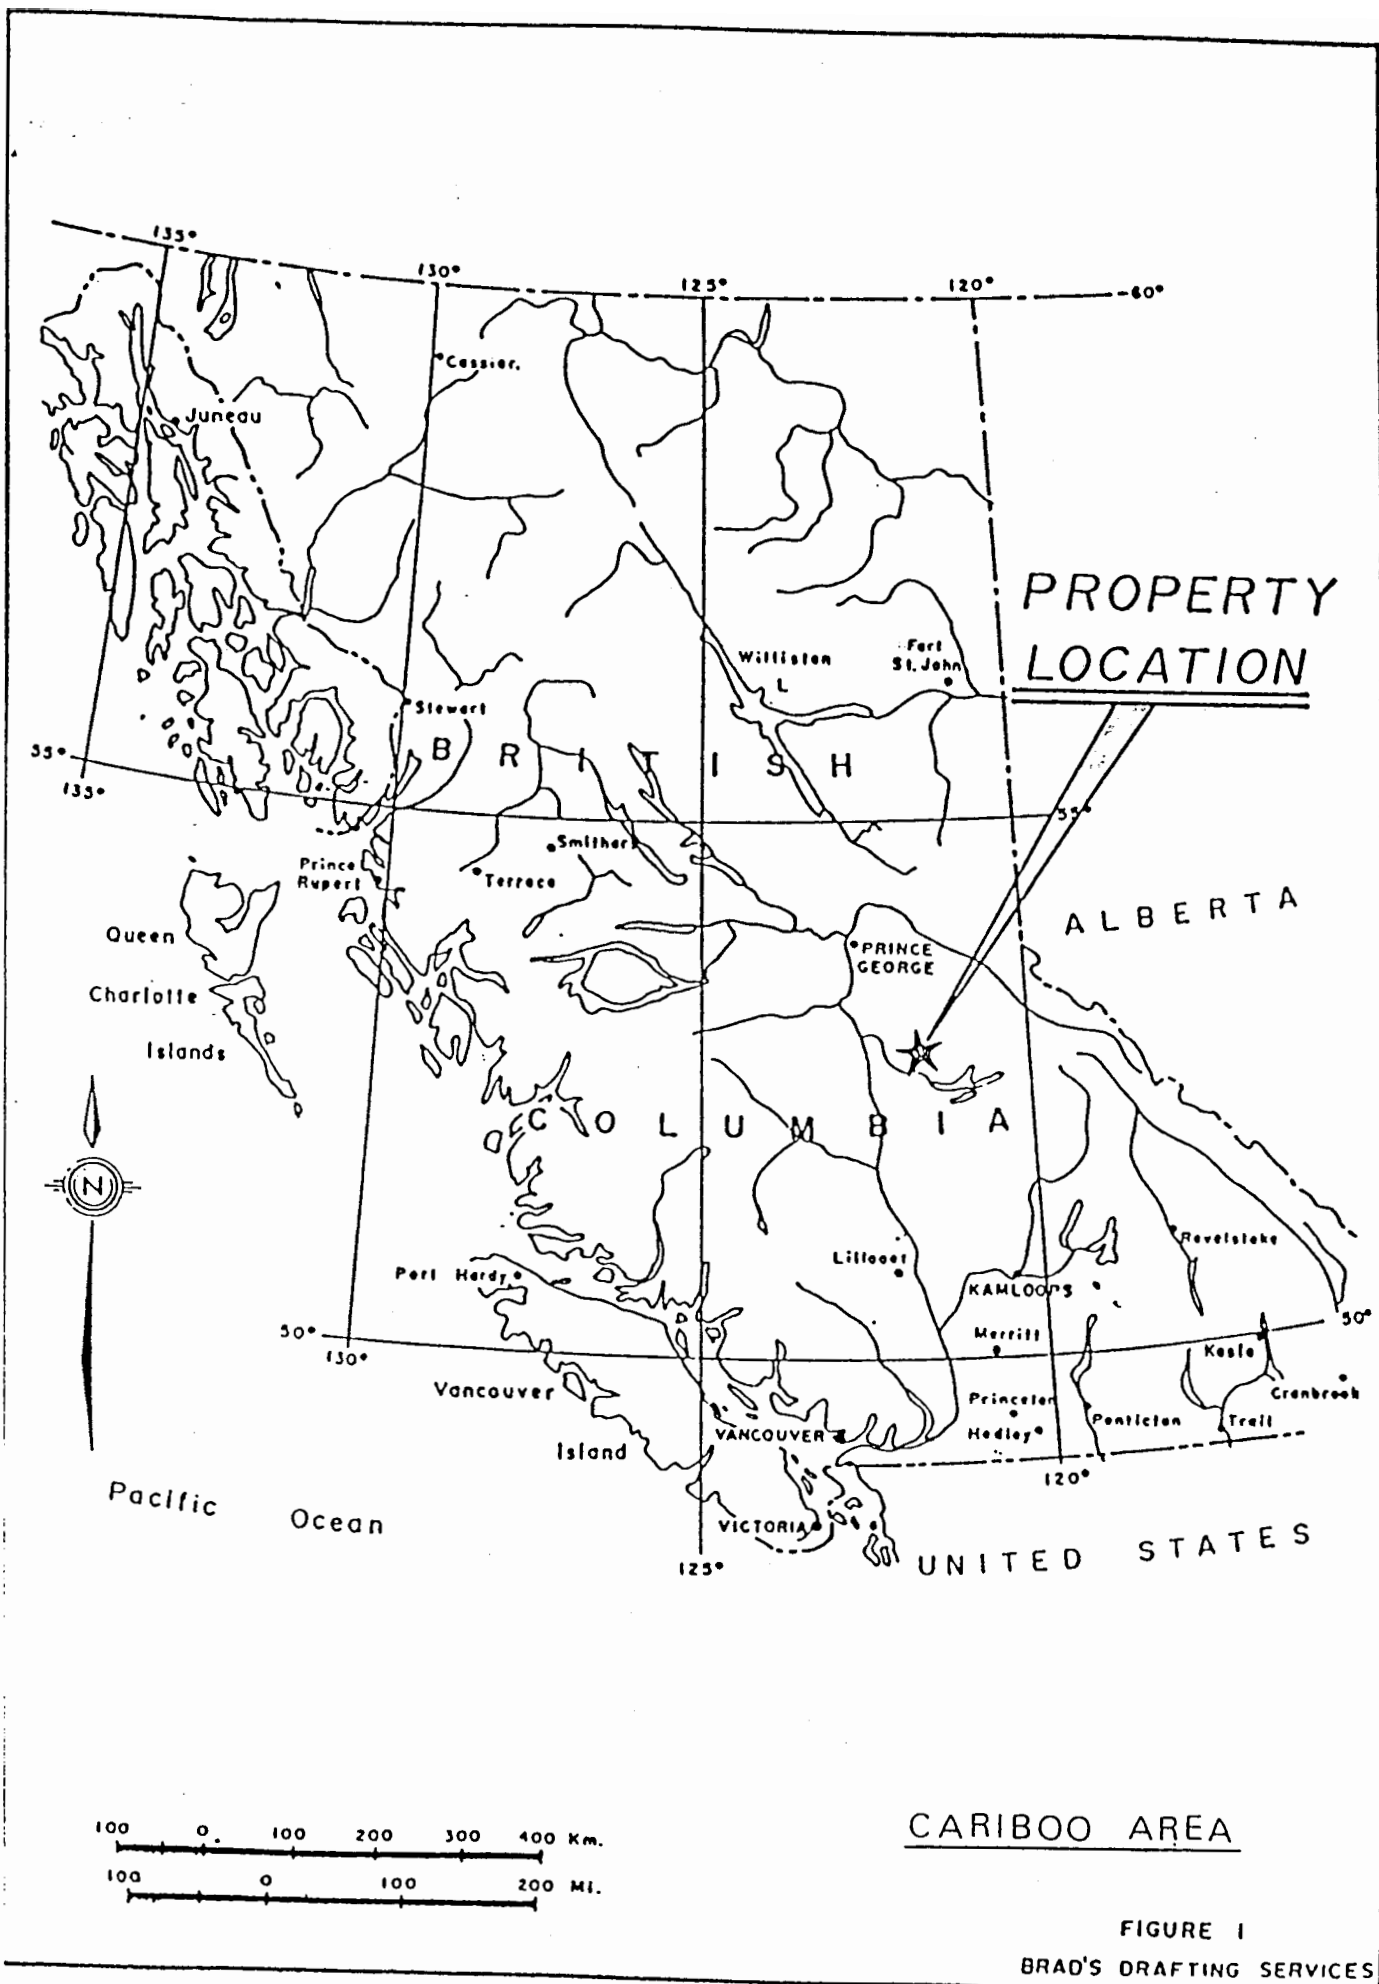 135°
130°
125°
120°
60°
Cassiar.
Juneau
PROPERTY
LOCATION
Williston
L
Fort
St. John
Stewart
BRITISH
55°
135°
55°
Smithers
Terrace
Prince
Rupert
ALBERTA
Queen
Charlotte
Islands
PRINCE
GEORGE
COLUMBIA
N
Revelstoke
Lillooet
Port Hardy
KAMLOOPS
50°
50°
130°
Merritt
Kaslo
Vancouver
Island
Cranbrook
Princeton
Penticton
Trail
Hedley
VANCOUVER
120°
Pacific Ocean
VICTORIA
UNITED STATES
125°
CARIBOO AREA
100 0 100 200 300 400 Km.
100 0 100 200 Mi.
FIGURE 1
BRAD'S DRAFTING SERVICES